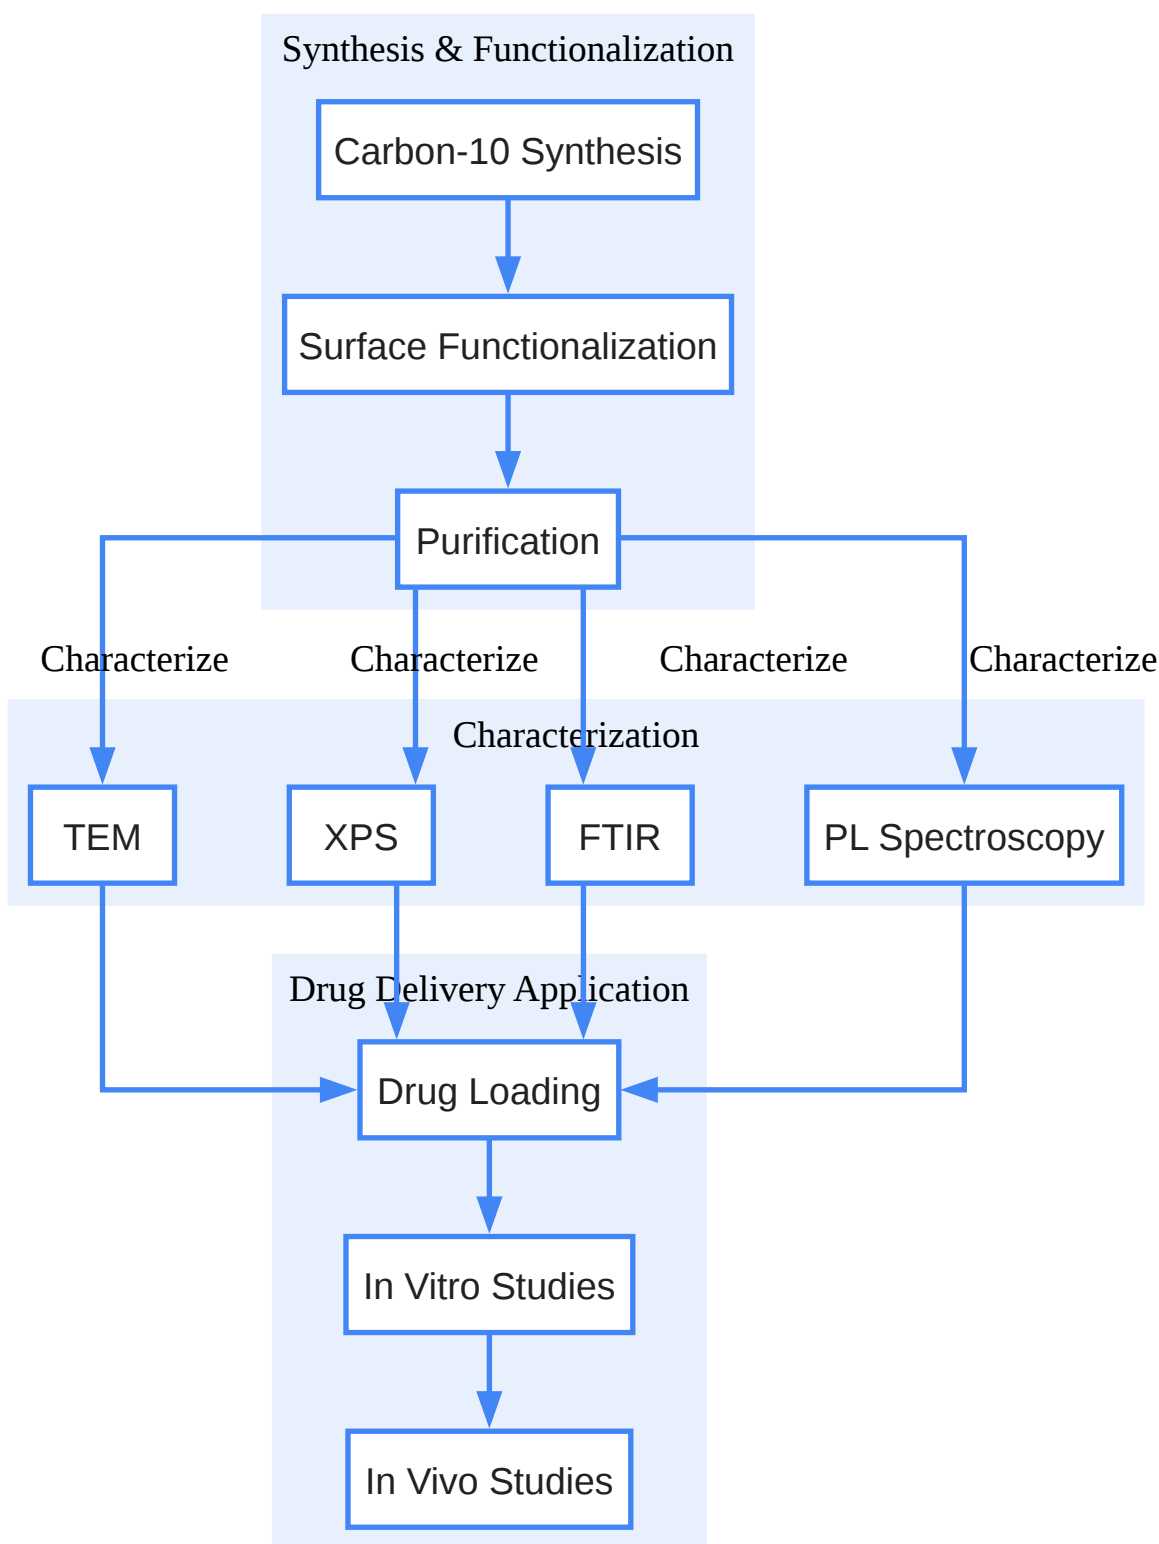 Synthesis & Functionalization
Carbon-10 Synthesis
Surface Functionalization
Purification
Characterize
Characterize
Characterize
Characterize
Characterization
TEM
XPS
FTIR
PL Spectroscopy
Drug Delivery Application
Drug Loading
In Vitro Studies
In Vivo Studies